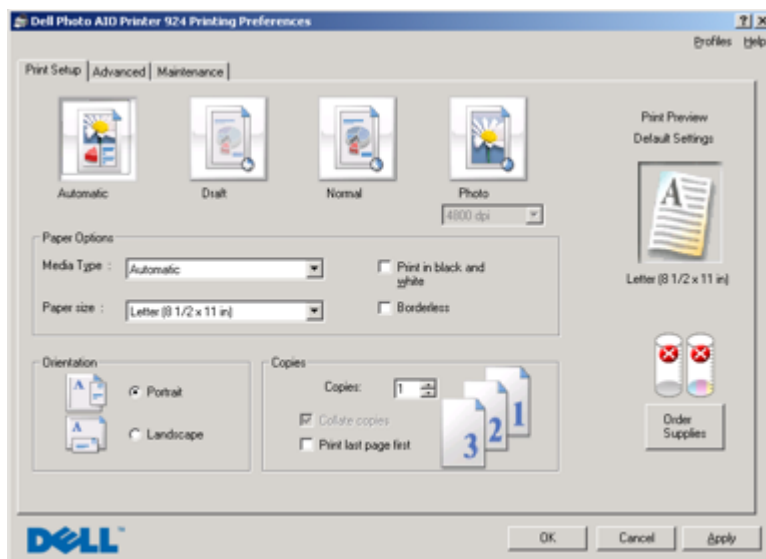 Dell Photo AIO Printer 924 Printing Preferences
Profiles Help
Print Setup Advanced Maintenance
Automatic
Draft
Normal
Photo
4800 dpi
Print Preview
Default Settings
A
Letter (8 1/2 x 11 in)
Paper Options
Media Type :
Automatic
Print in black and
white
Paper size :
Letter (8 1/2 x 11 in)
Borderless
Orientation
A
Portrait
A
Landscape
Copies
Copies:
1
Collate copies
Print last page first
1
2
3
Order
Supplies
DELL™
OK Cancel Apply